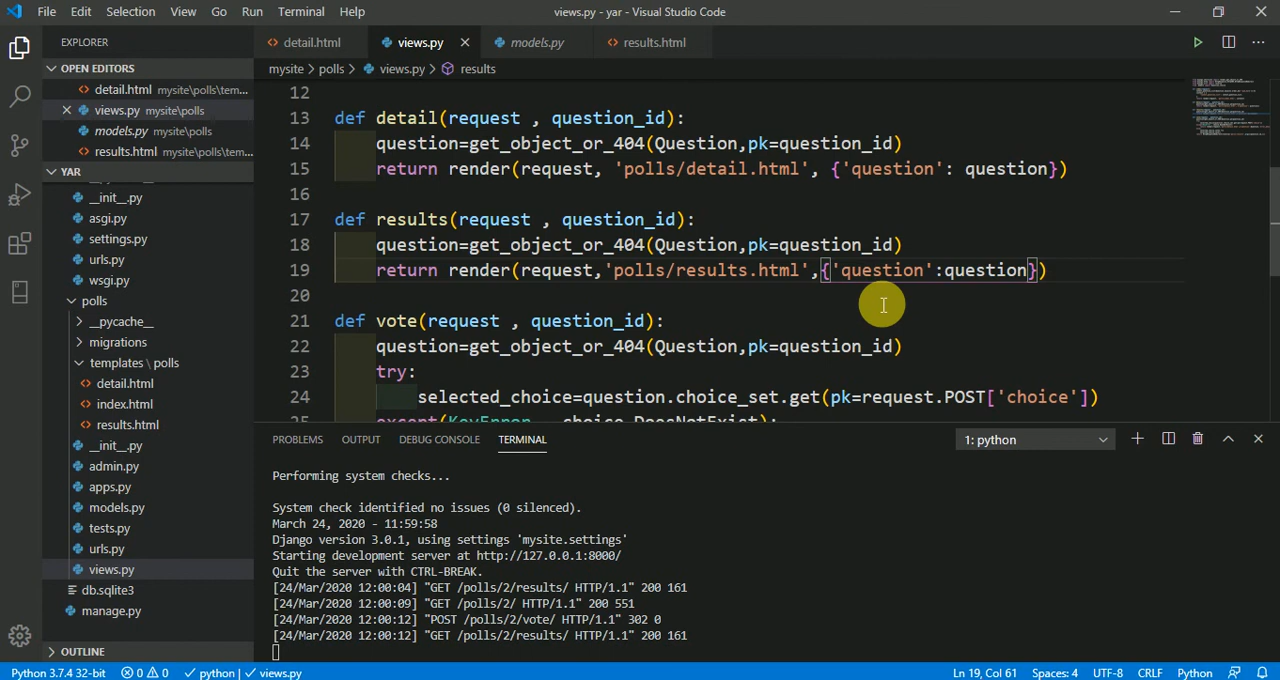 File Edit Selection View Go Run Terminal Help views.py - yar - Visual Studio Code
EXPLORER
OPEN EDITORS
detail.html mysite\polls\tem...
views.py mysite\polls
models.py mysite\polls
results.html mysite\polls\tem...
YAR
__init__.py
asgi.py
settings.py
urls.py
wsgi.py
polls
__pycache__
migrations
templates \ polls
detail.html
index.html
results.html
__init__.py
admin.py
apps.py
models.py
tests.py
urls.py
views.py
db.sqlite3
manage.py
OUTLINE
detail.html views.py models.py results.html
mysite > polls > views.py > results
12
13 def detail(request , question_id):
14 question=get_object_or_404(Question,pk=question_id)
15 return render(request, 'polls/detail.html', {'question': question})
16
17 def results(request , question_id):
18 question=get_object_or_404(Question,pk=question_id)
19 return render(request,'polls/results.html',{'question':question})
20
21 def vote(request , question_id):
22 question=get_object_or_404(Question,pk=question_id)
23 try:
24 selected_choice=question.choice_set.get(pk=request.POST['choice'])
25 except(KeyError choice.DoesNotExist):
PROBLEMS OUTPUT DEBUG CONSOLE TERMINAL 1: python
Performing system checks...
System check identified no issues (0 silenced).
March 24, 2020 - 11:59:58
Django version 3.0.1, using settings 'mysite.settings'
Starting development server at http://127.0.0.1:8000/
Quit the server with CTRL-BREAK.
[24/Mar/2020 12:00:04] "GET /polls/2/results/ HTTP/1.1" 200 161
[24/Mar/2020 12:00:09] "GET /polls/2/ HTTP/1.1" 200 551
[24/Mar/2020 12:00:12] "POST /polls/2/vote/ HTTP/1.1" 302 0
[24/Mar/2020 12:00:12] "GET /polls/2/results/ HTTP/1.1" 200 161
Python 3.7.4 32-bit 0 0 python | views.py Ln 19, Col 61 Spaces: 4 UTF-8 CRLF Python